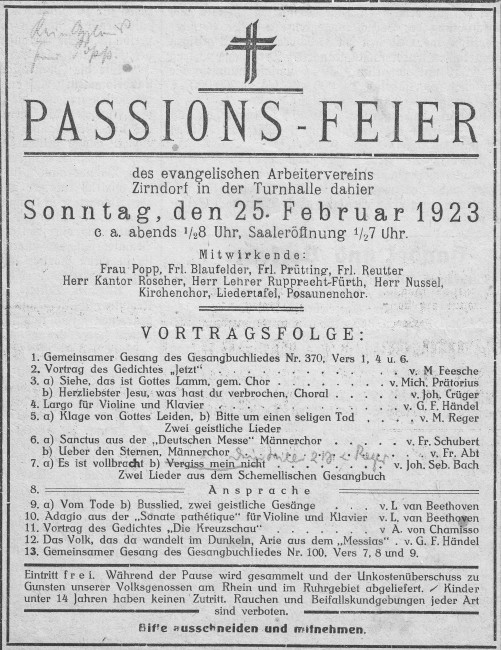 PASSIONS-FEIER
des evangelischen Arbeitervereins
Zirndorf in der Turnhalle dahier
Sonntag, den 25. Februar 1923
c. a. abends 1/28 Uhr, Saaleröffnung 1/27 Uhr.
Mitwirkende:
Frau Popp, Frl. Blaufelder, Frl. Prütting, Frl. Reutter
Herr Kantor Roscher, Herr Lehrer Rupprecht-Fürth, Herr Nussel,
Kirchenchor, Liedertafel, Posaunenchor.
VORTRAGSFOLGE:
1. Gemeinsamer Gesang des Gesangbuchliedes Nr. 370, Vers 1, 4 u. 6.
2. Vortrag des Gedichtes „Jetzt" . . . . . . . . . v. M Feesche
3. a) Siehe, das ist Gottes Lamm, gem. Chor . . . . v. Mich. Prätorius
b) Herzliebster Jesu, was hast du verbrochen, Choral . . v. Joh. Crüger
4. Largo für Violine und Klavier . . . . . . . . v. G. F. Händel
5. a) Klage von Gottes Leiden, b) Bitte um einen seligen Tod . v. M. Reger
Zwei geistliche Lieder
6. a) Sanctus aus der „Deutschen Messe" Männerchor . . v. Fr. Schubert
b) Ueber den Sternen, Männerchor . . . v. Fr. Abt
7. a) Es ist vollbracht b) Vergiss mein nicht . . . . v. Joh. Seb. Bach
Zwei Lieder aus dem Schemellischen Gesangbuch
8. Ansprache
9. a) Vom Tode b) Busslied, zwei geistliche Gesänge . . v. L van Beethoven
10. Adagio aus der "Sonate pathétique" für Violine und Klavier v. L, van Beethoven
11. Vortrag des Gedichtes „Die Kreuzschau" . . . . v A. von Chamisso
12. Das Volk, das da wandelt im Dunkeln, Arie aus dem „Messias" . v. G. F. Händel
13. Gemeinsamer Gesang des Gesangbuchliedes Nr. 100, Vers 7, 8 und 9.
Eintritt frei. Während der Pause wird gesammelt und der Unkostenüberschuss zu
Gunsten unserer Volksgenossen am Rhein und im Ruhrgebiet abgeliefert. Kinder
unter 14 Jahren haben keinen Zutritt. Rauchen und Beifallskundgebungen jeder Art
sind verboten.
Bitte ausschneiden und mitnehmen.